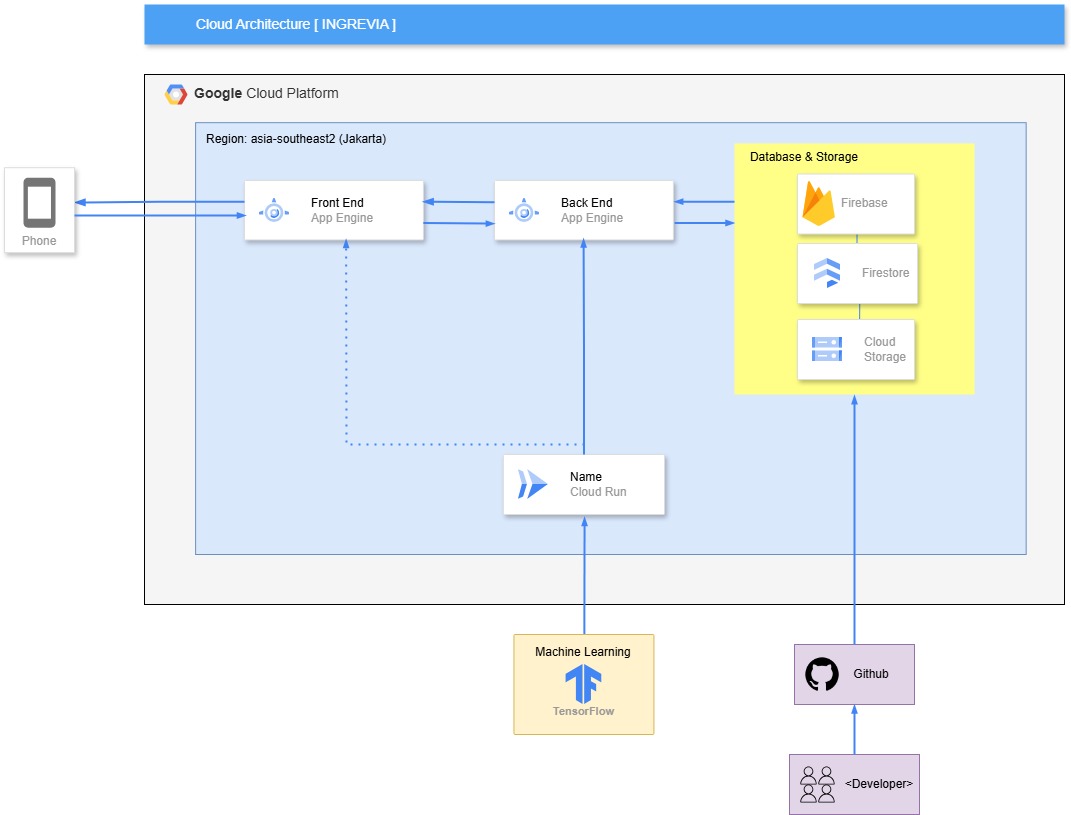 Cloud Architecture [ INGREVIA ]
Google Cloud Platform
Region: asia-southeast2 (Jakarta)
Database & Storage
Phone
Front End
App Engine
Back End
App Engine
Firebase
Firestore
Cloud
Storage
Name
Cloud Run
Machine Learning
TensorFlow
Github
<Developer>